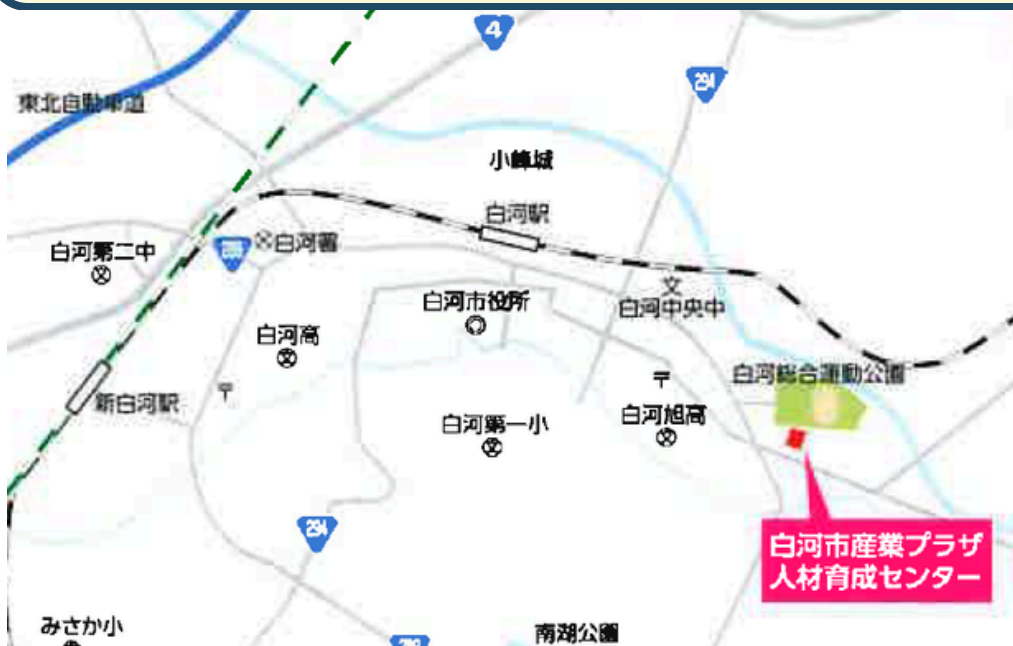 4
294
東北自動車道
小峰城
白河駅
白河署
白河第二中
白河市役所
文
白河中央中
白河高
白河総合運動公園
〒
新白河駅
〒
白河第一小
白河旭高
294
白河市産業プラザ
人材育成センター
みさか小
南湖公園